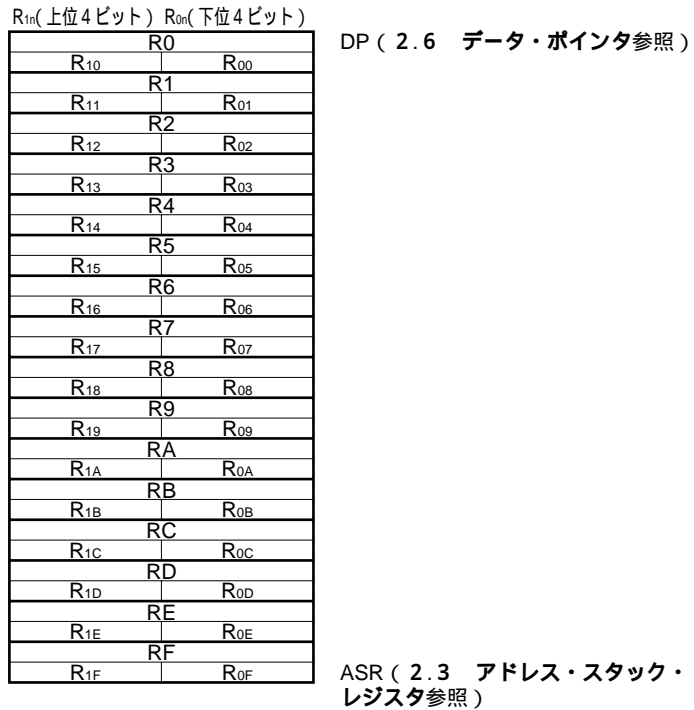 R1n(上位4ビット) R0n(下位4ビット)
R0 DP(2.6 データ・ポインタ参照)
R10 R00
R1
R11 R01
R2
R12 R02
R3
R13 R03
R4
R14 R04
R5
R15 R05
R6
R16 R06
R7
R17 R07
R8
R18 R08
R9
R19 R09
RA
R1A R0A
RB
R1B R0B
RC
R1C R0C
RD
R1D R0D
RE
R1E R0E
RF
R1F R0F ASR(2.3 アドレス・スタック・
レジスタ参照)